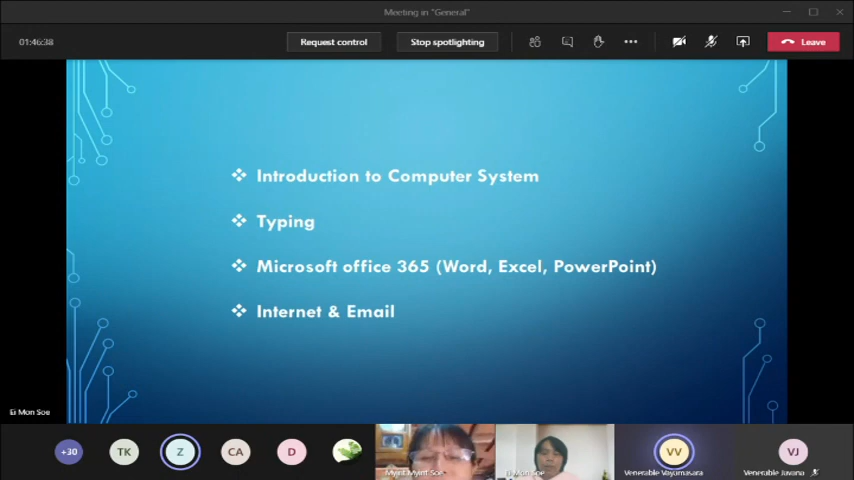 Meeting in "General"
01:46:38
Request control
Stop spotlighting
Leave
Introduction to Computer System
Typing
Microsoft office 365 (Word, Excel, PowerPoint)
Internet & Email
Ei Mon Soe
+30
TK
Z
CA
D
VV
VJ
Myint Myint Soe
Ei Mon Soe
Venerable Vayamasara
Venerable Javana